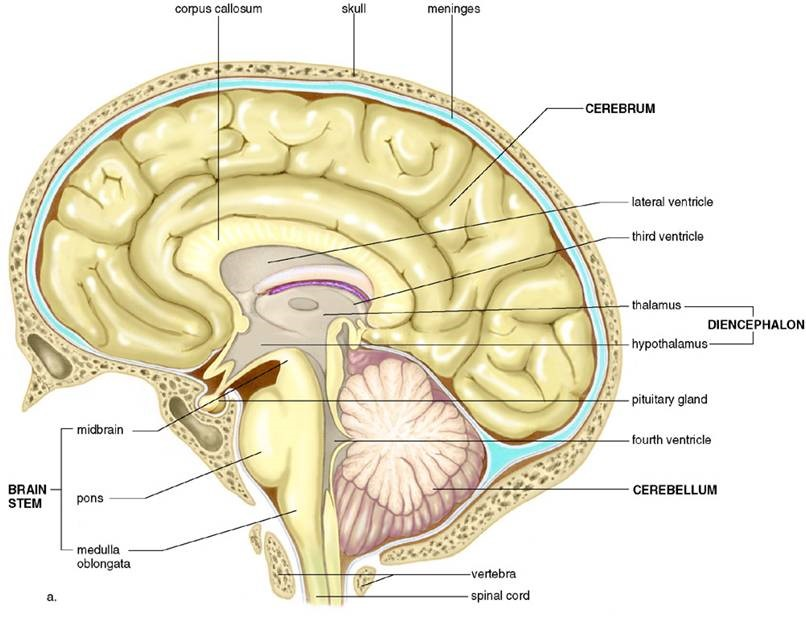 corpus callosum
skull
meninges
CEREBRUM
lateral ventricle
third ventricle
thalamus
DIENCEPHALON
hypothalamus
pituitary gland
midbrain
fourth ventricle
BRAIN
STEM
pons
CEREBELLUM
medulla
oblongata
vertebra
spinal cord
a.